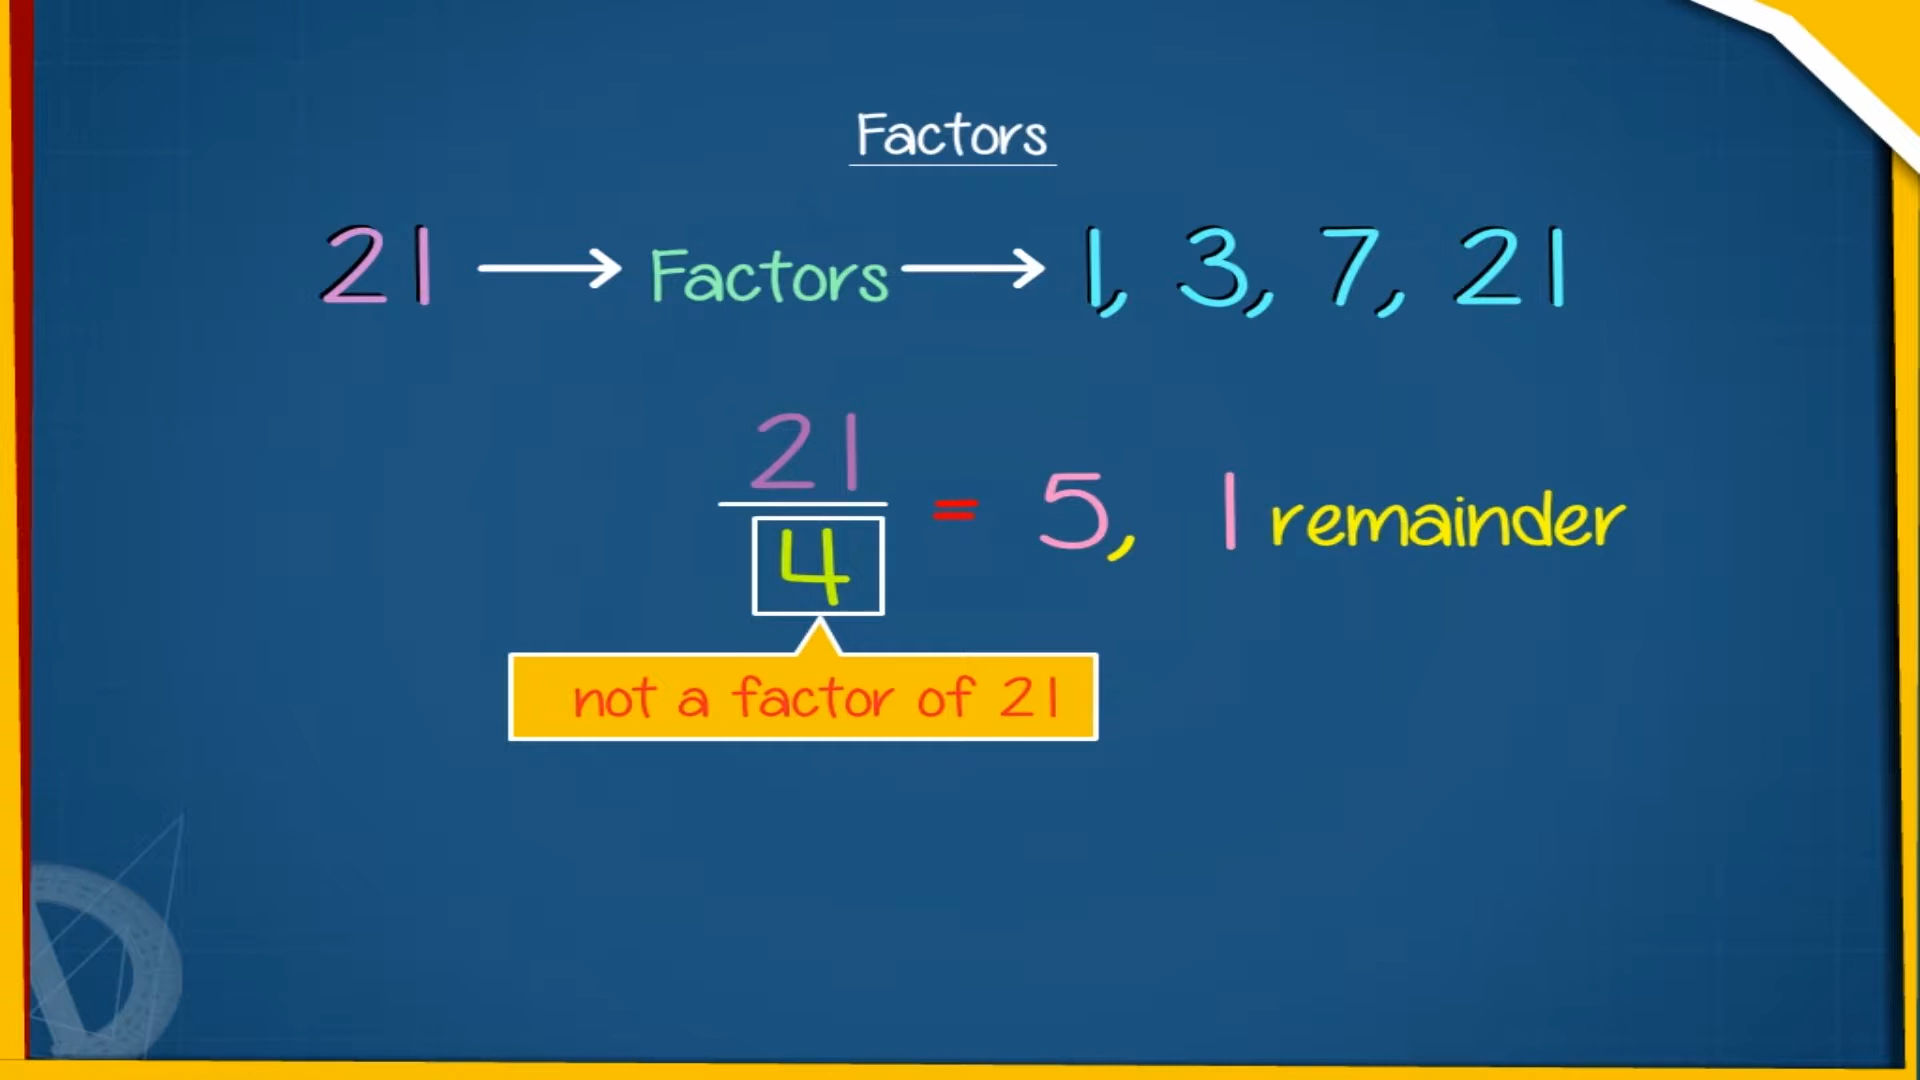 Factors
21 → Factors → 1, 3, 7, 21
21
= 5, 1 remainder
4
not a factor of 21